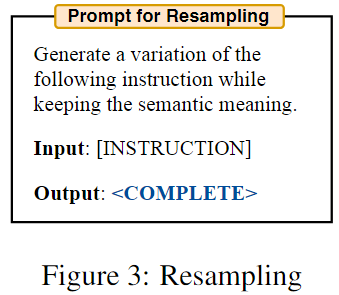 Prompt for Resampling
Generate a variation of the
following instruction while
keeping the semantic meaning.
Input: [INSTRUCTION]
Output: <COMPLETE>
Figure 3: Resampling